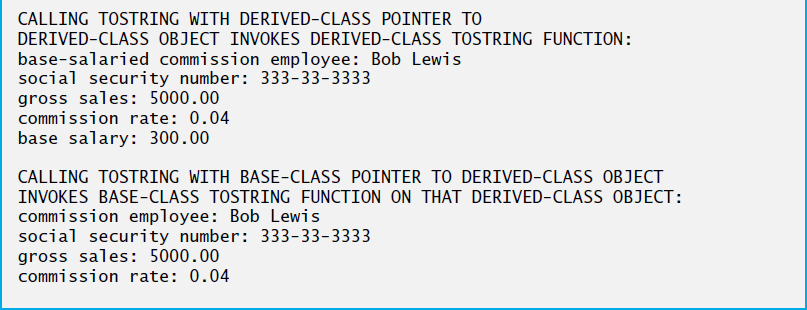 CALLING TOSTRING WITH DERIVED-CLASS POINTER TO
DERIVED-CLASS OBJECT INVOKES DERIVED-CLASS TOSTRING FUNCTION:
base-salaried commission employee: Bob Lewis
social security number: 333-33-3333
gross sales: 5000.00
commission rate: 0.04
base salary: 300.00
CALLING TOSTRING WITH BASE-CLASS POINTER TO DERIVED-CLASS OBJECT
INVOKES BASE-CLASS TOSTRING FUNCTION ON THAT DERIVED-CLASS OBJECT:
commission employee: Bob Lewis
social security number: 333-33-3333
gross sales: 5000.00
commission rate: 0.04